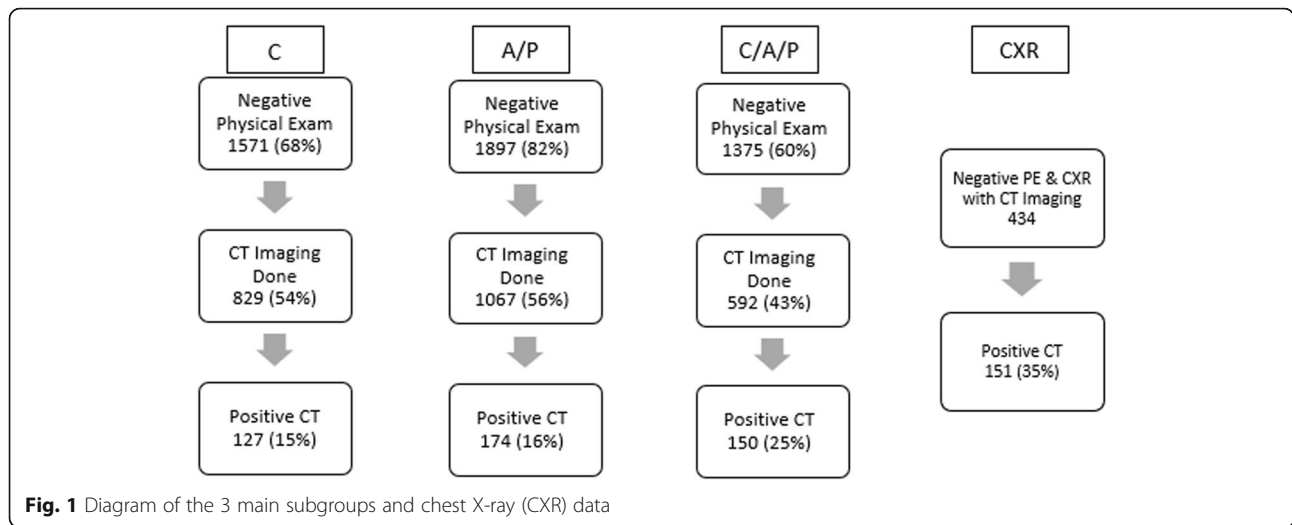 C
Negative
Physical Exam
1571 (68%)
CT Imaging
Done
829 (54%)
Positive CT
127 (15%)
A/P
Negative
Physical Exam
1897 (82%)
CT Imaging
Done
1067 (56%)
Positive CT
174 (16%)
C/A/P
Negative
Physical Exam
1375 (60%)
CT Imaging
Done
592 (43%)
Positive CT
150 (25%)
CXR
Negative PE & CXR
with CT Imaging
434
Positive CT
151 (35%)
Fig. 1 Diagram of the 3 main subgroups and chest X-ray (CXR) data